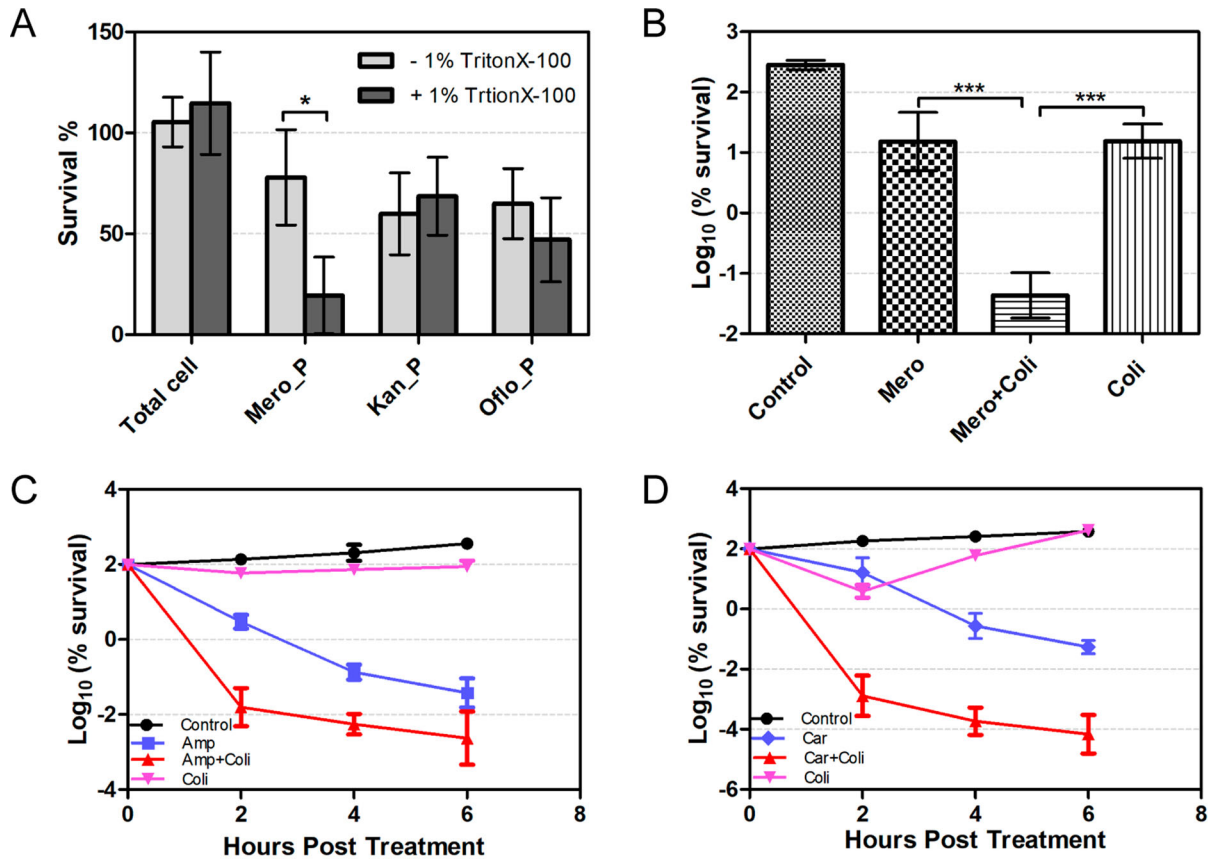 A
150
100
50
0
Survival %
- 1% TritonX-100
+ 1% TrtionX-100
*
Total cell
Mero_P
Kan_P
Oflo_P
B
3
2
1
0
-1
-2
Log10 (% survival)
***
***
Control
Mero
Mero+Coli
Coli
C
4
2
0
-2
-4
Log10 (% survival)
Control
Amp
Amp+Coli
Coli
0 2 4 6 8
Hours Post Treatment
D
4
2
0
-2
-4
-6
Log10 (% survival)
Control
Car
Car+Coli
Coli
0 2 4 6 8
Hours Post Treatment